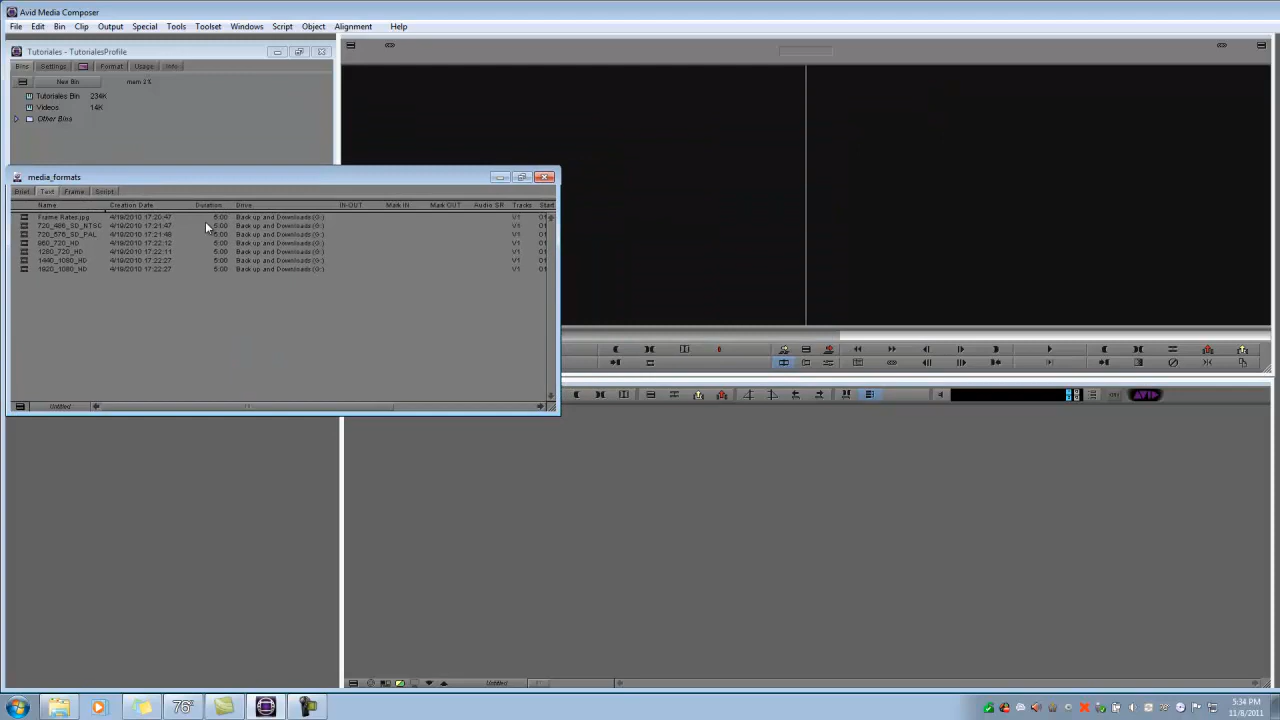 Avid Media Composer
File Edit Bin Clip Output Special Tools Toolset Windows Script Object Alignment Help
Tutoriales - TutorialesProfile
Bins Settings Format Usage Info
New Bin mem 2%
Tutoriales Bin 234K
Videos 14K
Other Bins
media_formats
Brief Text Frame Script
Name Creation Date Duration Drive IN-OUT Mark IN Mark OUT Audio SR Tracks Start
Frame Rates.jpg 4/19/2010 17:20:47 5:00 Back up and Downloads (G:) V1 01
720_486_SD_NTSC 4/19/2010 17:21:47 5:00 Back up and Downloads (G:) V1 01
720_576_SD_PAL 4/19/2010 17:21:48 5:00 Back up and Downloads (G:) V1 01
960_720_HD 4/19/2010 17:22:12 5:00 Back up and Downloads (G:) V1 01
1280_720_HD 4/19/2010 17:22:11 5:00 Back up and Downloads (G:) V1 01
1440_1080_HD 4/19/2010 17:22:27 5:00 Back up and Downloads (G:) V1 01
1920_1080_HD 4/19/2010 17:22:27 5:00 Back up and Downloads (G:) V1 01
Untitled
AVID
Untitled
76°
5:34 PM
11/8/2011